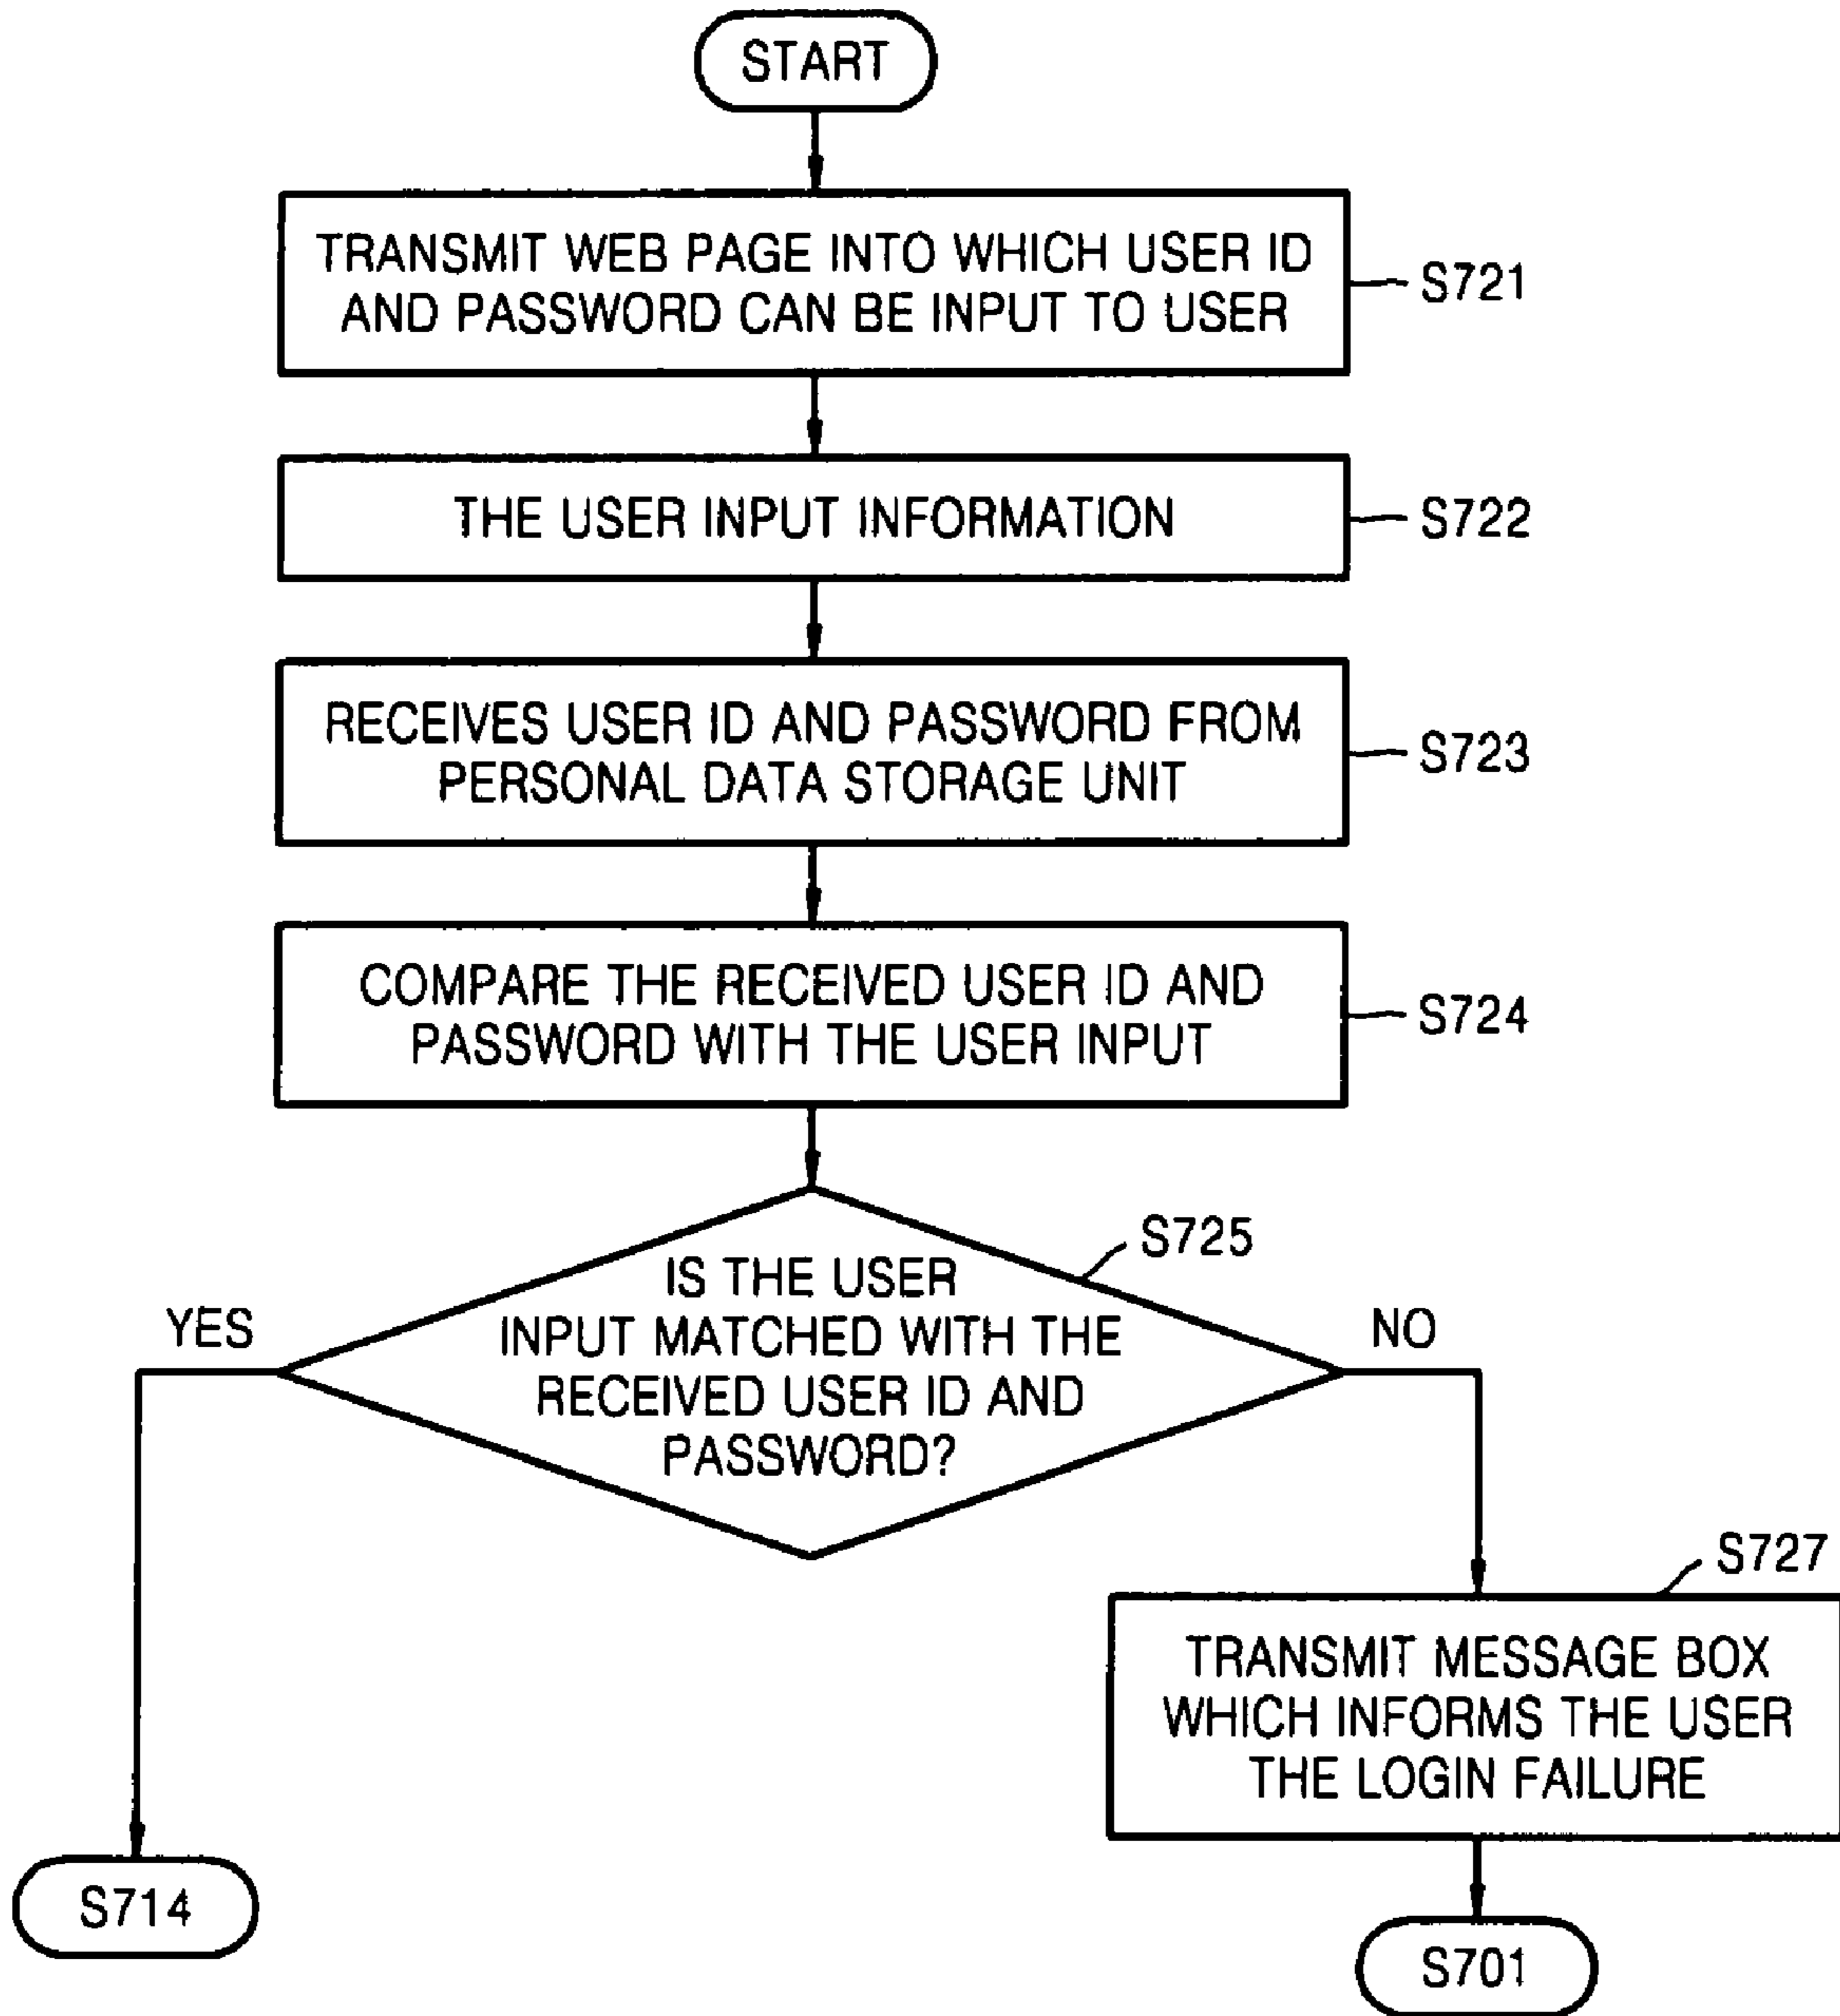 START
TRANSMIT WEB PAGE INTO WHICH USER ID
AND PASSWORD CAN BE INPUT TO USER
S721
THE USER INPUT INFORMATION
S722
RECEIVES USER ID AND PASSWORD FROM
PERSONAL DATA STORAGE UNIT
S723
COMPARE THE RECEIVED USER ID AND
PASSWORD WITH THE USER INPUT
S724
S725
IS THE USER
INPUT MATCHED WITH THE
RECEIVED USER ID AND
PASSWORD?
YES
NO
S727
TRANSMIT MESSAGE BOX
WHICH INFORMS THE USER
THE LOGIN FAILURE
S714
S701